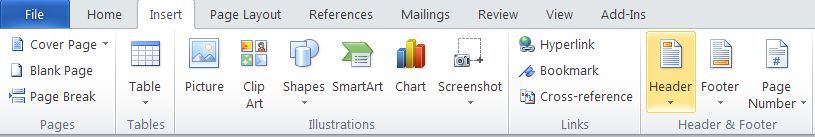 File Home Insert Page Layout References Mailings Review View Add-Ins
Cover Page
Blank Page
Page Break
Pages
Table
Tables
Picture
Clip
Art
Shapes
SmartArt
Chart
Screenshot
Illustrations
Hyperlink
Bookmark
Cross-reference
Links
Header
Footer
Page
Number
Header & Footer